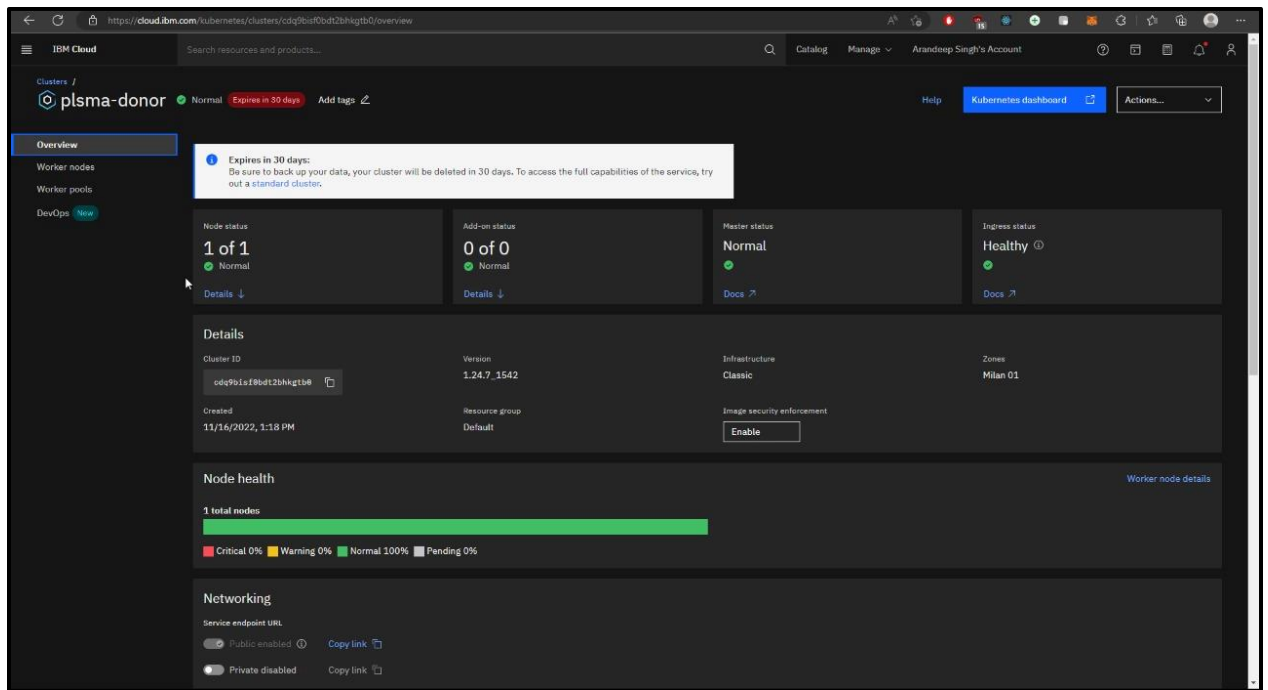 https://cloud.ibm.com/kubernetes/clusters/cdq9bisf0bdt2bhkgtb0/overview
15
IBM Cloud
Search resources and products...
Catalog
Manage
Arandeep Singh's Account
Clusters /
plsma-donor
Normal
Expires in 30 days
Add tags
Help
Kubernetes dashboard
Actions...
Overview
Worker nodes
Worker pools
DevOps New
Expires in 30 days:
Be sure to back up your data, your cluster will be deleted in 30 days. To access the full capabilities of the service, try
out a standard cluster.
Node status
1 of 1
Normal
Details ↓
Add-on status
0 of 0
Normal
Details ↓
Master status
Normal
Docs
Ingress status
Healthy
Docs
Details
Cluster ID
cdq9bisf0bdt2bhkgtb0
Version
1.24.7_1542
Infrastructure
Classic
Zones
Milan 01
Created
11/16/2022, 1:18 PM
Resource group
Default
Image security enforcement
Enable
Node health
Worker node details
1 total nodes
Critical 0% Warning 0% Normal 100% Pending 0%
Networking
Service endpoint URL
Public enabled Copy link
Private disabled Copy link